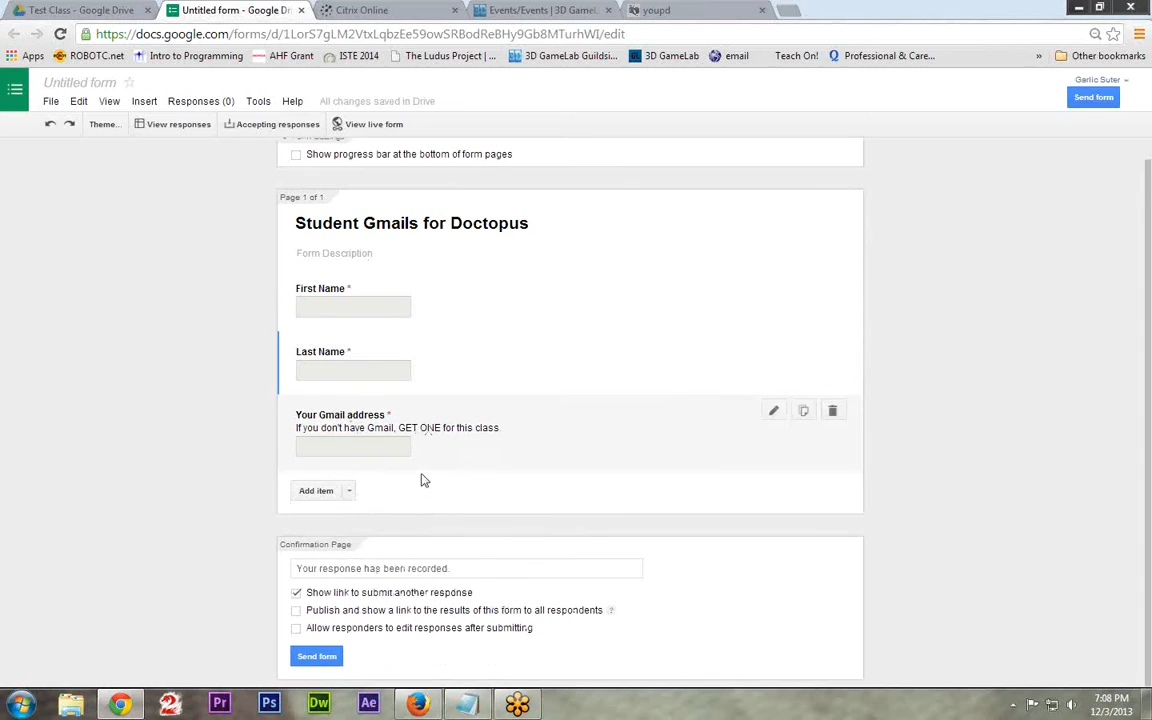 Test Class - Google Drive
Untitled form - Google Dri
Citrix Online
Events/Events | 3D GameL
youpd
https://docs.google.com/forms/d/1LorS7gLM2VtxLqbzEe59owSRBodReBHy9Gb8MTurhWI/edit
Apps
ROBOTC.net
Intro to Programming
AHF Grant
ISTE 2014
The Ludus Project | ...
3D GameLab Guildsi...
3D GameLab
email
Teach On!
Professional & Care...
»
Other bookmarks
Untitled form
Garlic Suter
File Edit View Insert Responses (0) Tools Help All changes saved in Drive
Send form
Theme... View responses Accepting responses View live form
Show progress bar at the bottom of form pages
Page 1 of 1
Student Gmails for Doctopus
Form Description
First Name *
Last Name *
Your Gmail address *
If you don't have Gmail, GET ONE for this class.
Add item
Confirmation Page
Your response has been recorded.
Show link to submit another response
Publish and show a link to the results of this form to all respondents ?
Allow responders to edit responses after submitting
Send form
2 Pr Ps Dw Ae
7:08 PM
12/3/2013